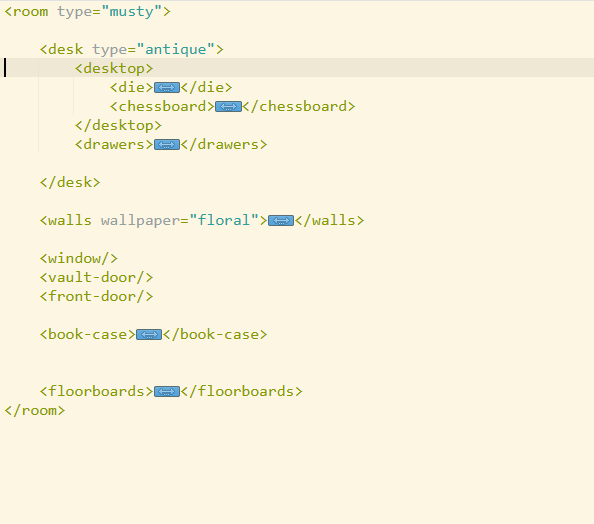 <room type="musty">
<desk type="antique">
<desktop>
<die></die>
<chessboard></chessboard>
</desktop>
<drawers></drawers>
</desk>
<walls wallpaper="floral"></walls>
<window/>
<vault-door/>
<front-door/>
<book-case></book-case>
<floorboards></floorboards>
</room>